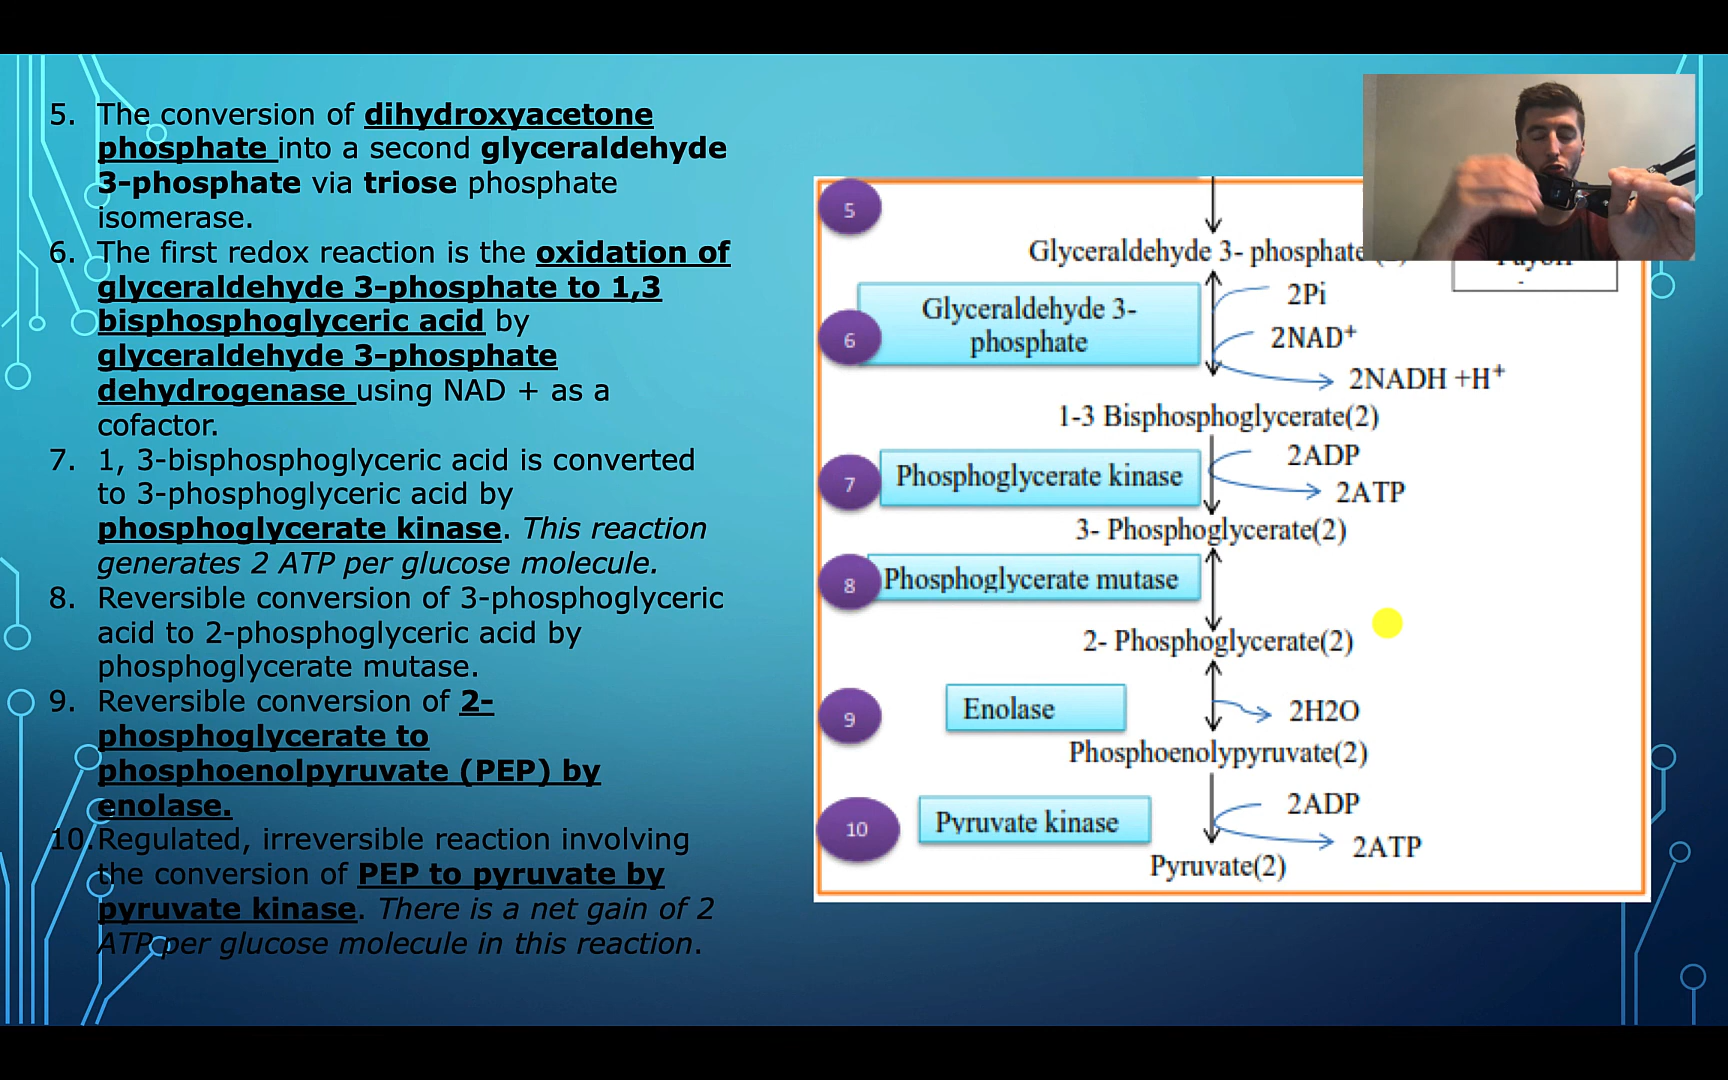 5. The conversion of dihydroxyacetone
phosphate into a second glyceraldehyde
3-phosphate via triose phosphate
isomerase.
6. The first redox reaction is the oxidation of
glyceraldehyde 3-phosphate to 1,3
bisphosphoglyceric acid by
glyceraldehyde 3-phosphate
dehydrogenase using NAD + as a
cofactor.
7. 1, 3-bisphosphoglyceric acid is converted
to 3-phosphoglyceric acid by
phosphoglycerate kinase. This reaction
generates 2 ATP per glucose molecule.
8. Reversible conversion of 3-phosphoglyceric
acid to 2-phosphoglyceric acid by
phosphoglycerate mutase.
9. Reversible conversion of 2-
phosphoglycerate to
phosphoenolpyruvate (PEP) by
enolase.
10. Regulated, irreversible reaction involving
the conversion of PEP to pyruvate by
pyruvate kinase. There is a net gain of 2
ATP per glucose molecule in this reaction.
5
Glyceraldehyde 3- phosphate
2Pi
Glyceraldehyde 3-
phosphate
6
2NAD+
2NADH +H+
1-3 Bisphosphoglycerate(2)
2ADP
7
Phosphoglycerate kinase
2ATP
3- Phosphoglycerate(2)
8
Phosphoglycerate mutase
2- Phosphoglycerate(2)
9
Enolase
2H2O
Phosphoenolypyruvate(2)
2ADP
10
Pyruvate kinase
2ATP
Pyruvate(2)